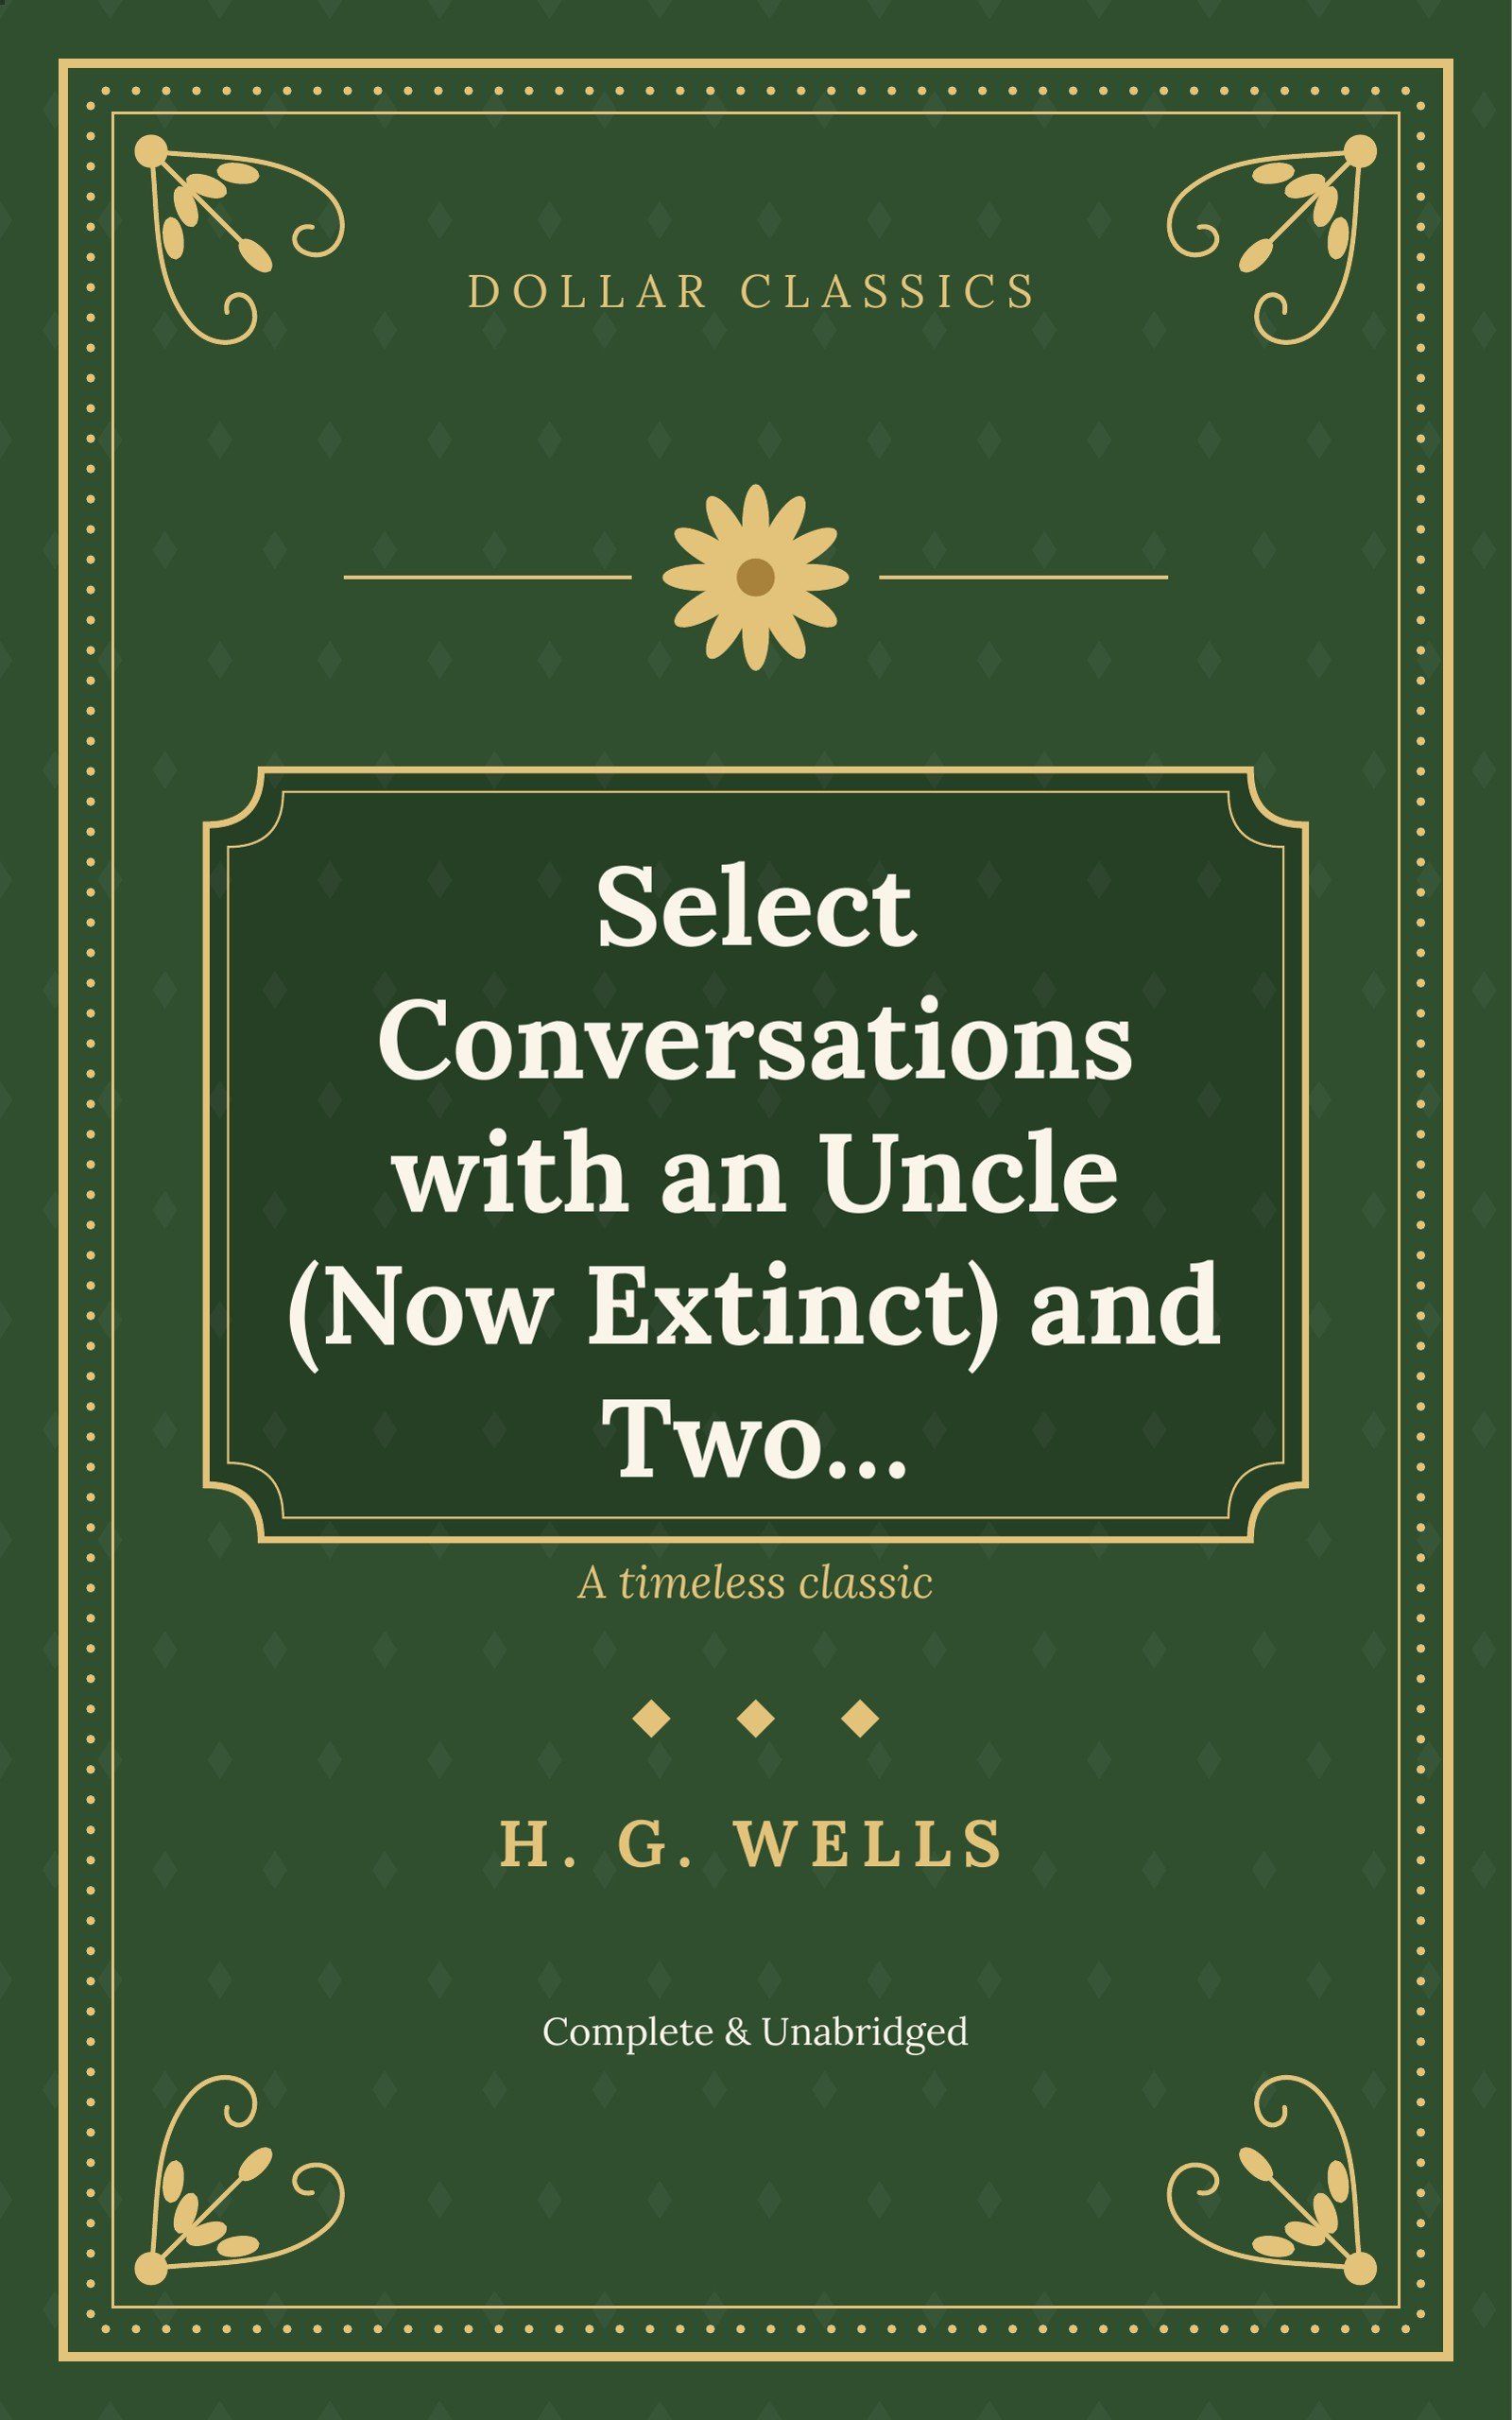 DOLLAR CLASSICS
Select
Conversations
with an Uncle
(Now Extinct) and
Two...
A timeless classic
H. G. WELLS
Complete & Unabridged